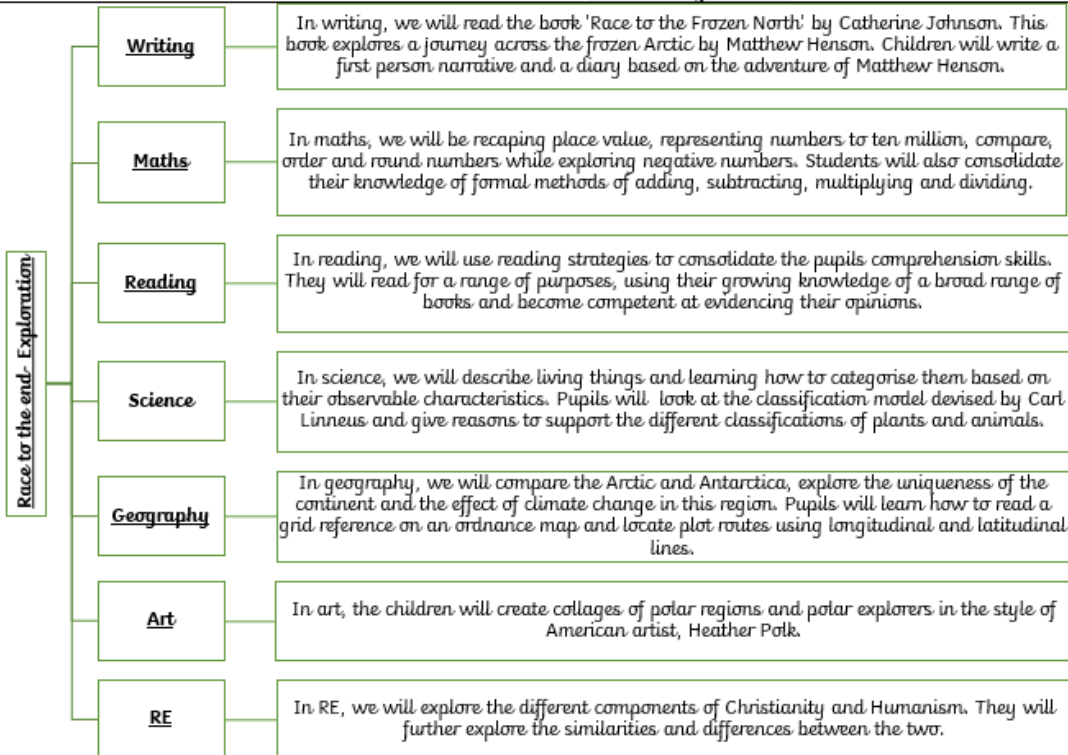 Race to the end- Exploration
Writing
In writing, we will read the book 'Race to the Frozen North' by Catherine Johnson. This
book explores a journey across the frozen Arctic by Matthew Henson. Children will write a
first person narrative and a diary based on the adventure of Matthew Henson.
Maths
In maths, we will be recaping place value, representing numbers to ten million, compare,
order and round numbers while exploring negative numbers. Students will also consolidate
their knowledge of formal methods of adding, subtracting, multiplying and dividing.
Reading
In reading, we will use reading strategies to consolidate the pupils comprehension skills.
They will read for a range of purposes, using their growing knowledge of a broad range of
books and become competent at evidencing their opinions.
Science
In science, we will describe living things and learning how to categorise them based on
their observable characteristics. Pupils will look at the classification model devised by Carl
Linneus and give reasons to support the different classifications of plants and animals.
Geography
In geography, we will compare the Arctic and Antarctica, explore the uniqueness of the
continent and the effect of climate change in this region. Pupils will learn how to read a
grid reference on an ordnance map and locate plot routes using longitudinal and latitudinal
lines.
Art
In art, the children will create collages of polar regions and polar explorers in the style of
American artist, Heather Polk.
RE
In RE, we will explore the different components of Christianity and Humanism. They will
further explore the similarities and differences between the two.